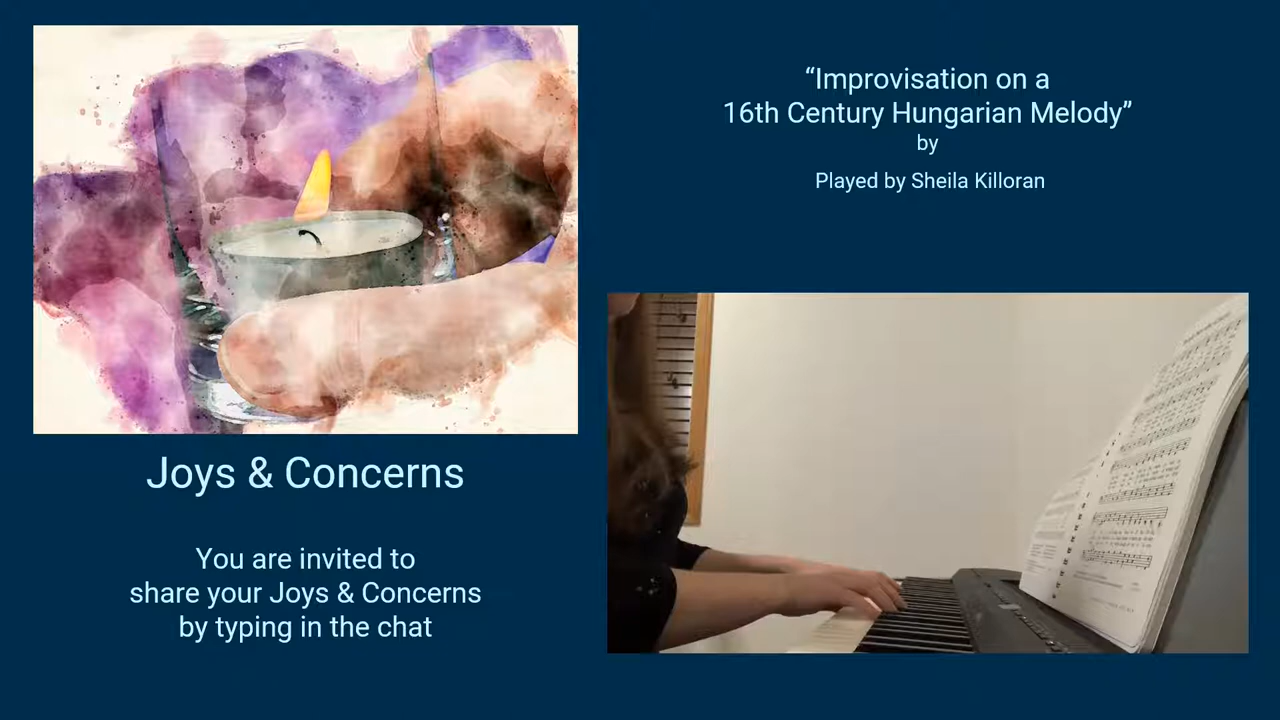 “Improvisation on a
16th Century Hungarian Melody”
by
Played by Sheila Killoran
Joys & Concerns
You are invited to
share your Joys & Concerns
by typing in the chat